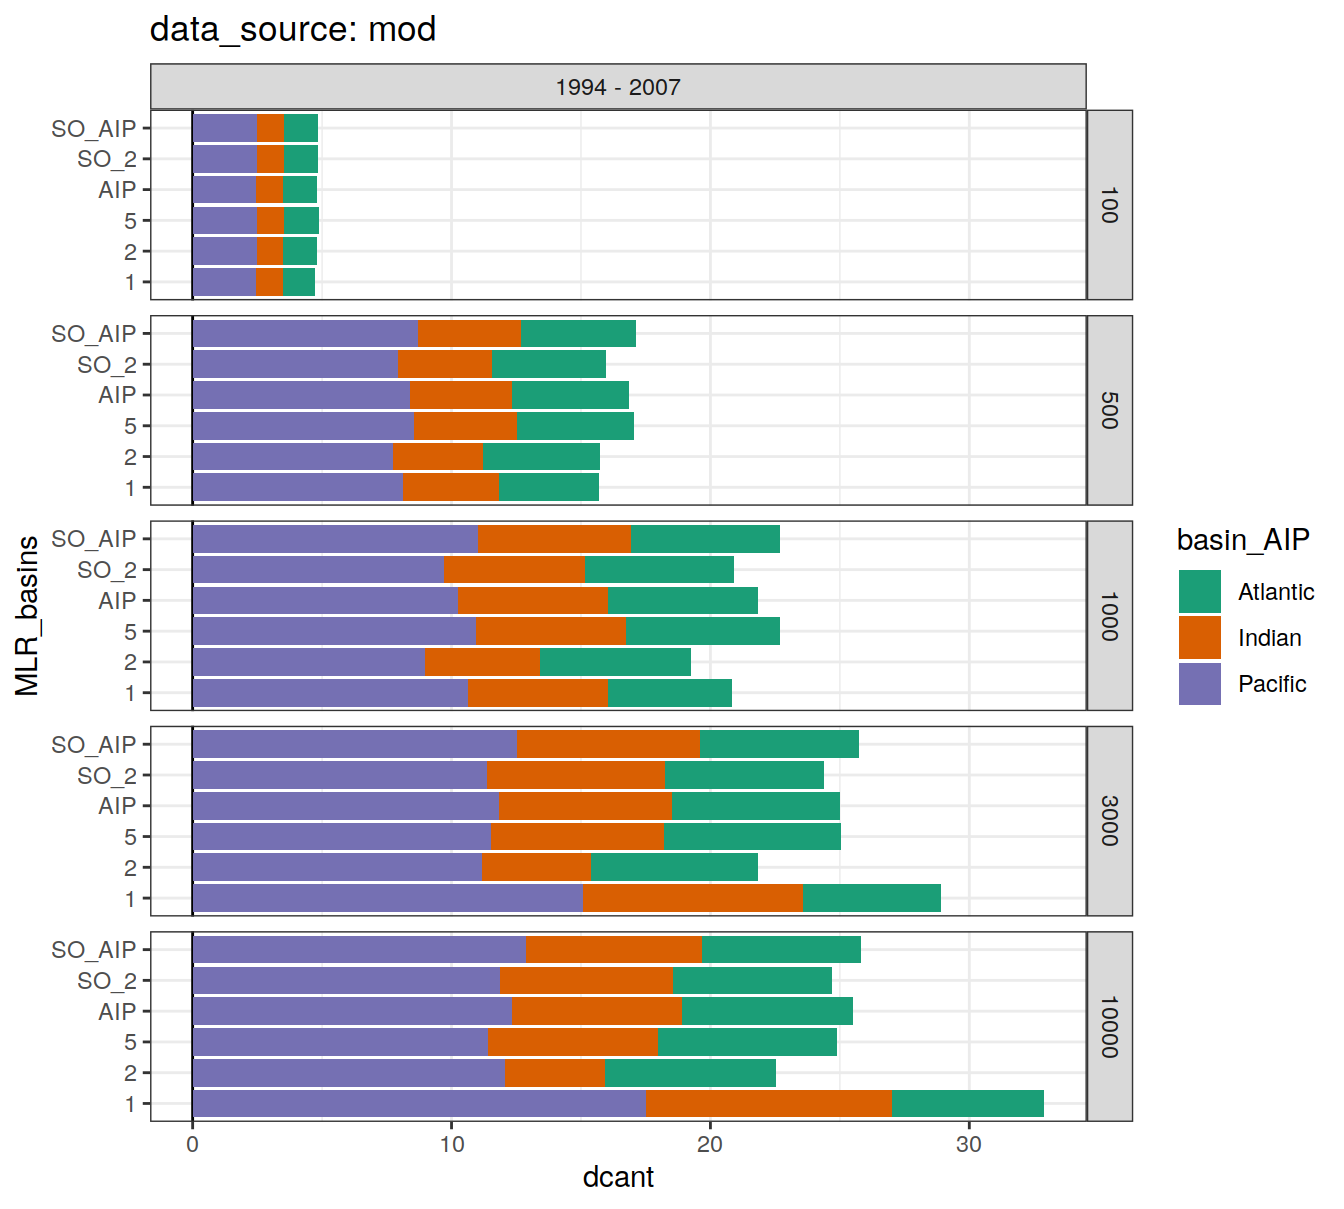 data_source: mod
1994 - 2007
SO_AIP
SO_2
AIP
5
2
1
100
SO_AIP
SO_2
AIP
5
2
1
500
SO_AIP
SO_2
AIP
5
2
1
1000
SO_AIP
SO_2
AIP
5
2
1
3000
SO_AIP
SO_2
AIP
5
2
1
10000
0 10 20 30
dcant
MLR_basins
basin_AIP
Atlantic
Indian
Pacific